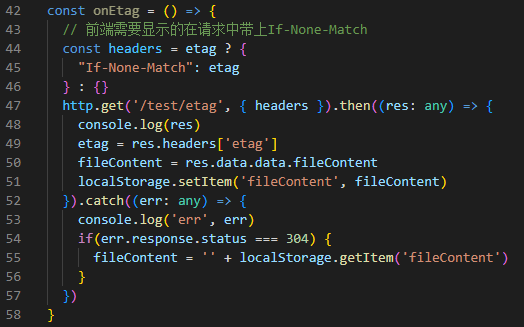 42 const onEtag = () => {
43 // 前端需要显示的在请求中带上If-None-Match
44 const headers = etag ? {
45 "If-None-Match": etag
46 } : {}
47 http.get('/test/etag', { headers }).then((res: any) => {
48 console.log(res)
49 etag = res.headers['etag']
50 fileContent = res.data.data.fileContent
51 localStorage.setItem('fileContent', fileContent)
52 }).catch((err: any) => {
53 console.log('err', err)
54 if(err.response.status === 304) {
55 fileContent = '' + localStorage.getItem('fileContent')
56 }
57 })
58 }